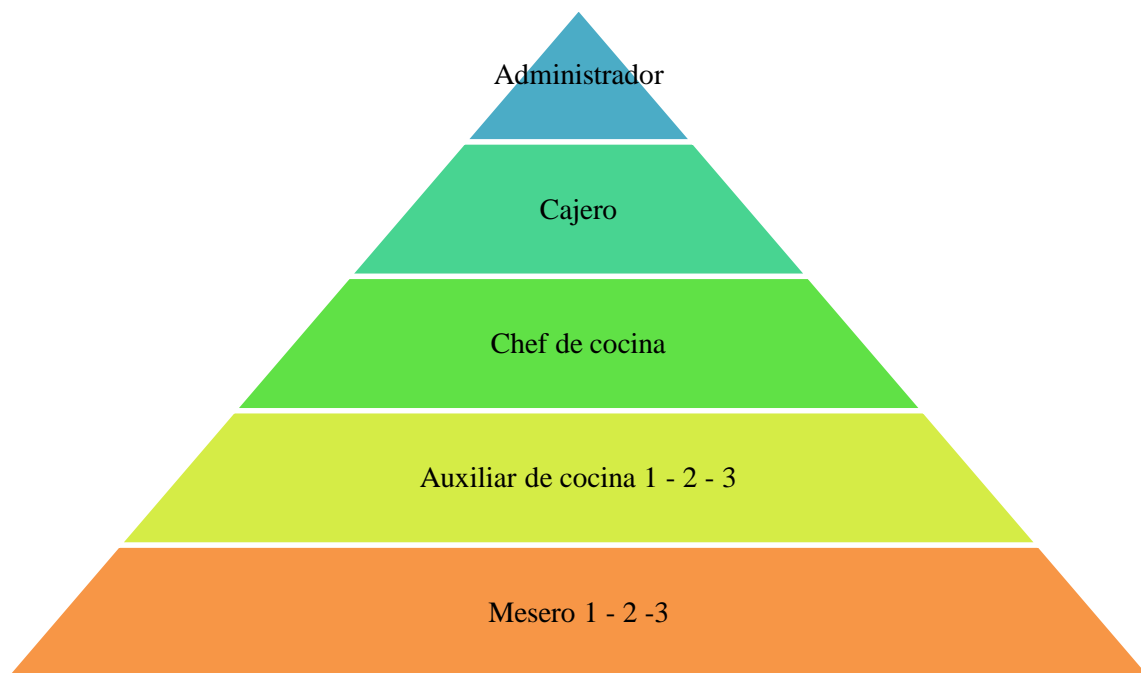 Administrador
Cajero
Chef de cocina
Auxiliar de cocina 1 - 2 - 3
Mesero 1 - 2 -3